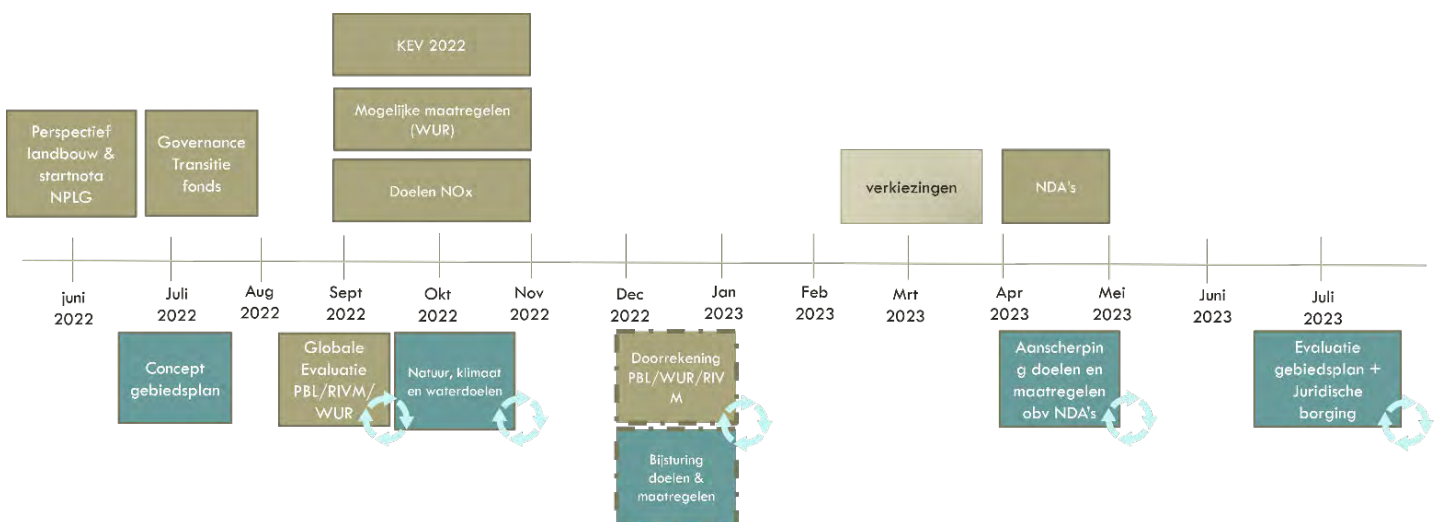 KEV 2022
Mogelijke maatregelen
(WUR)
Doelen NOx
Perspectief
landbouw &
startnota
NPLG
Governance
Transitie
fonds
verkiezingen
NDA's
juni
2022
Juli
2022
Aug
2022
Sept
2022
Okt
2022
Nov
2022
Dec
2022
Jan
2023
Feb
2023
Mrt
2023
Apr
2023
Mei
2023
Juni
2023
Juli
2023
Concept
gebiedsplan
Globale
Evaluatie
PBL/RIVM/
WUR
Natuur, klimaat
en waterdoelen
Doorrekening
PBL/WUR/RIV
M
Bijsturing
doelen &
maatregelen
Aanscherpin
g doelen en
maatregelen
obv NDA's
Evaluatie
gebiedsplan +
Juridische
borging